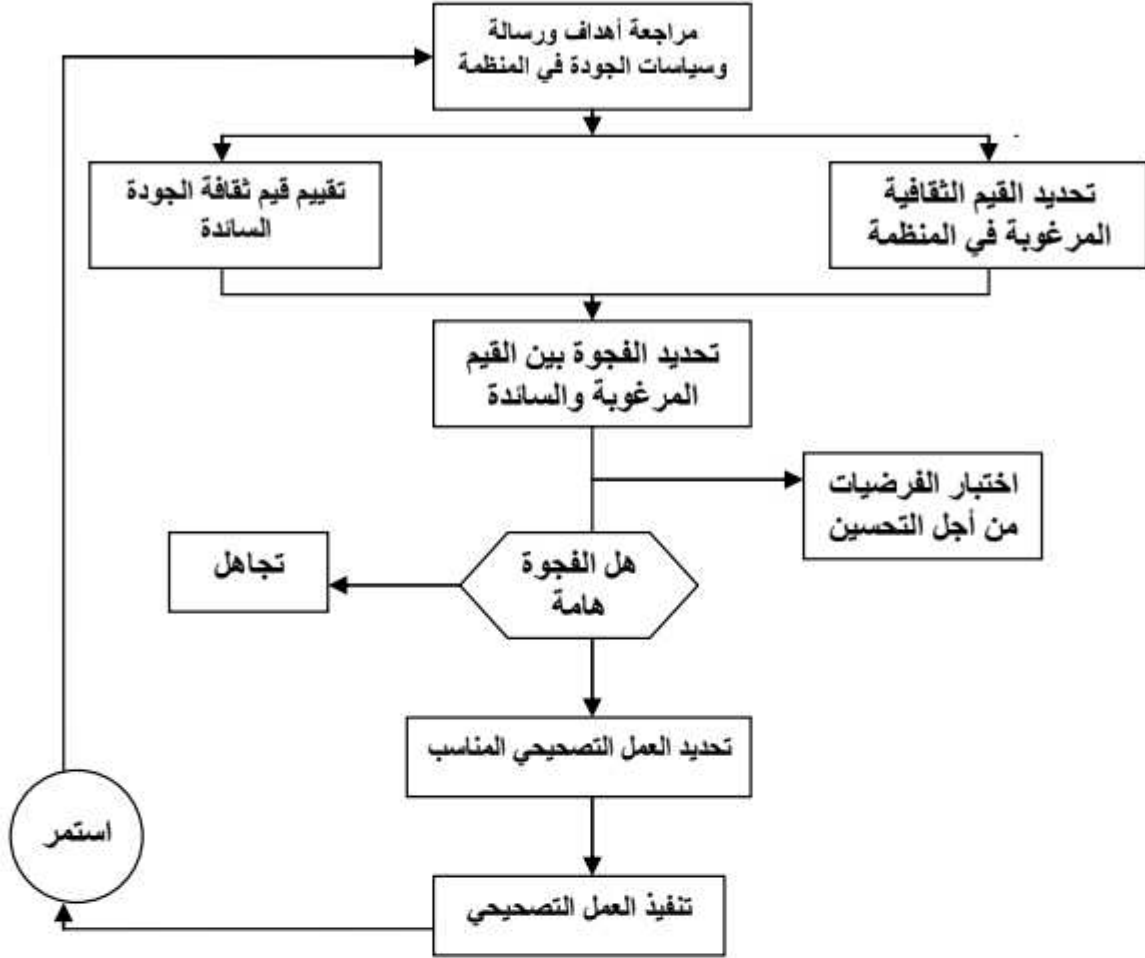 مراجعة أهداف ورسالة
وسياسات الجودة في المنظمة
تحديد القيم الثقافية
المرغوبة في المنظمة
تقييم قيم ثقافة الجودة
السائدة
تحديد الفجوة بين القيم
المرغوبة والسائدة
اختبار الفرضيات
من أجل التحسين
هل الفجوة
هامة
تجاهل
تحديد العمل التصحيحي المناسب
تنفيذ العمل التصحيحي
استمر